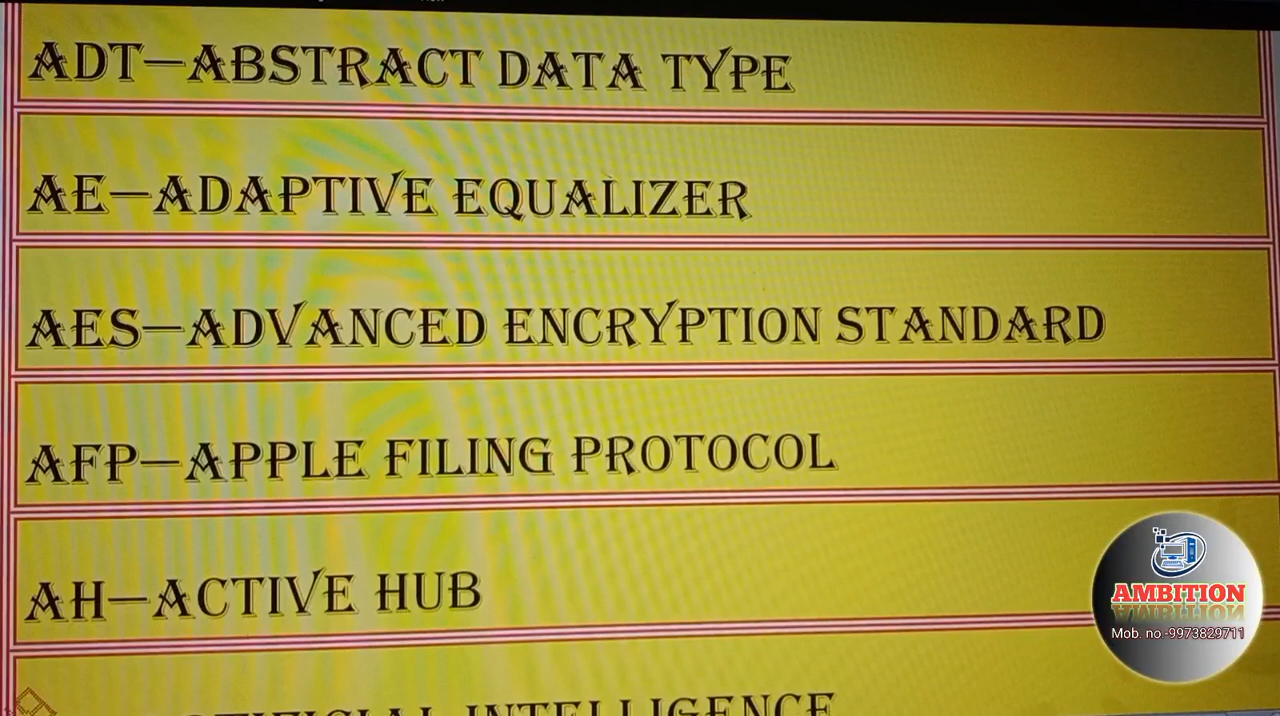 ADT—ABSTRACT DATA TYPE
AE—ADAPTIVE EQUALIZER
AES—ADVANCED ENCRYPTION STANDARD
AFP—APPLE FILING PROTOCOL
AH—ACTIVE HUB
INTELLIGENCE
AMBITION
Mob. no.-9973829711